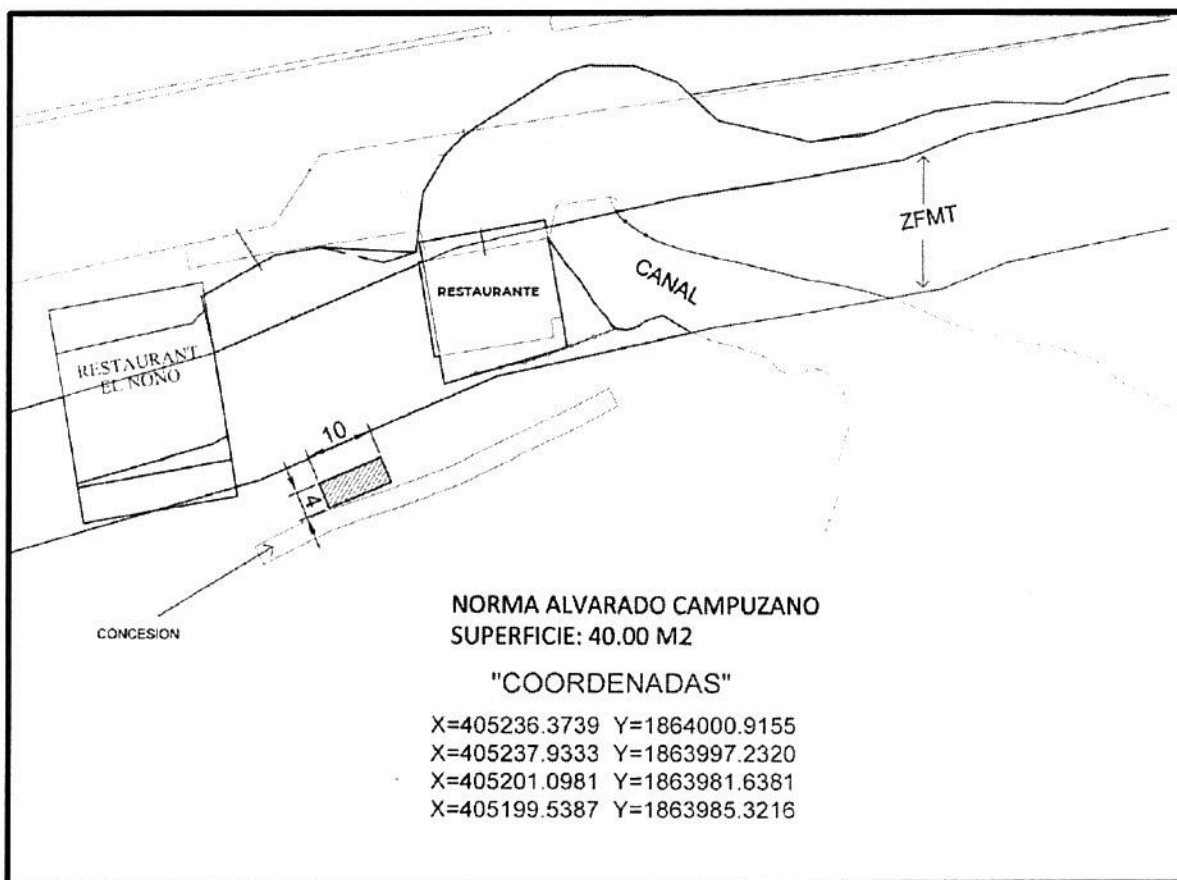 ZFMT
CANAL
RESTAURANTE
RESTAURANT
EL NOÑO
10
4
CONCESION
NORMA ALVARADO CAMPUZANO
SUPERFICIE: 40.00 M2
"COORDENADAS"
X=405236.3739 Y=1864000.9155
X=405237.9333 Y=1863997.2320
X=405201.0981 Y=1863981.6381
X=405199.5387 Y=1863985.3216